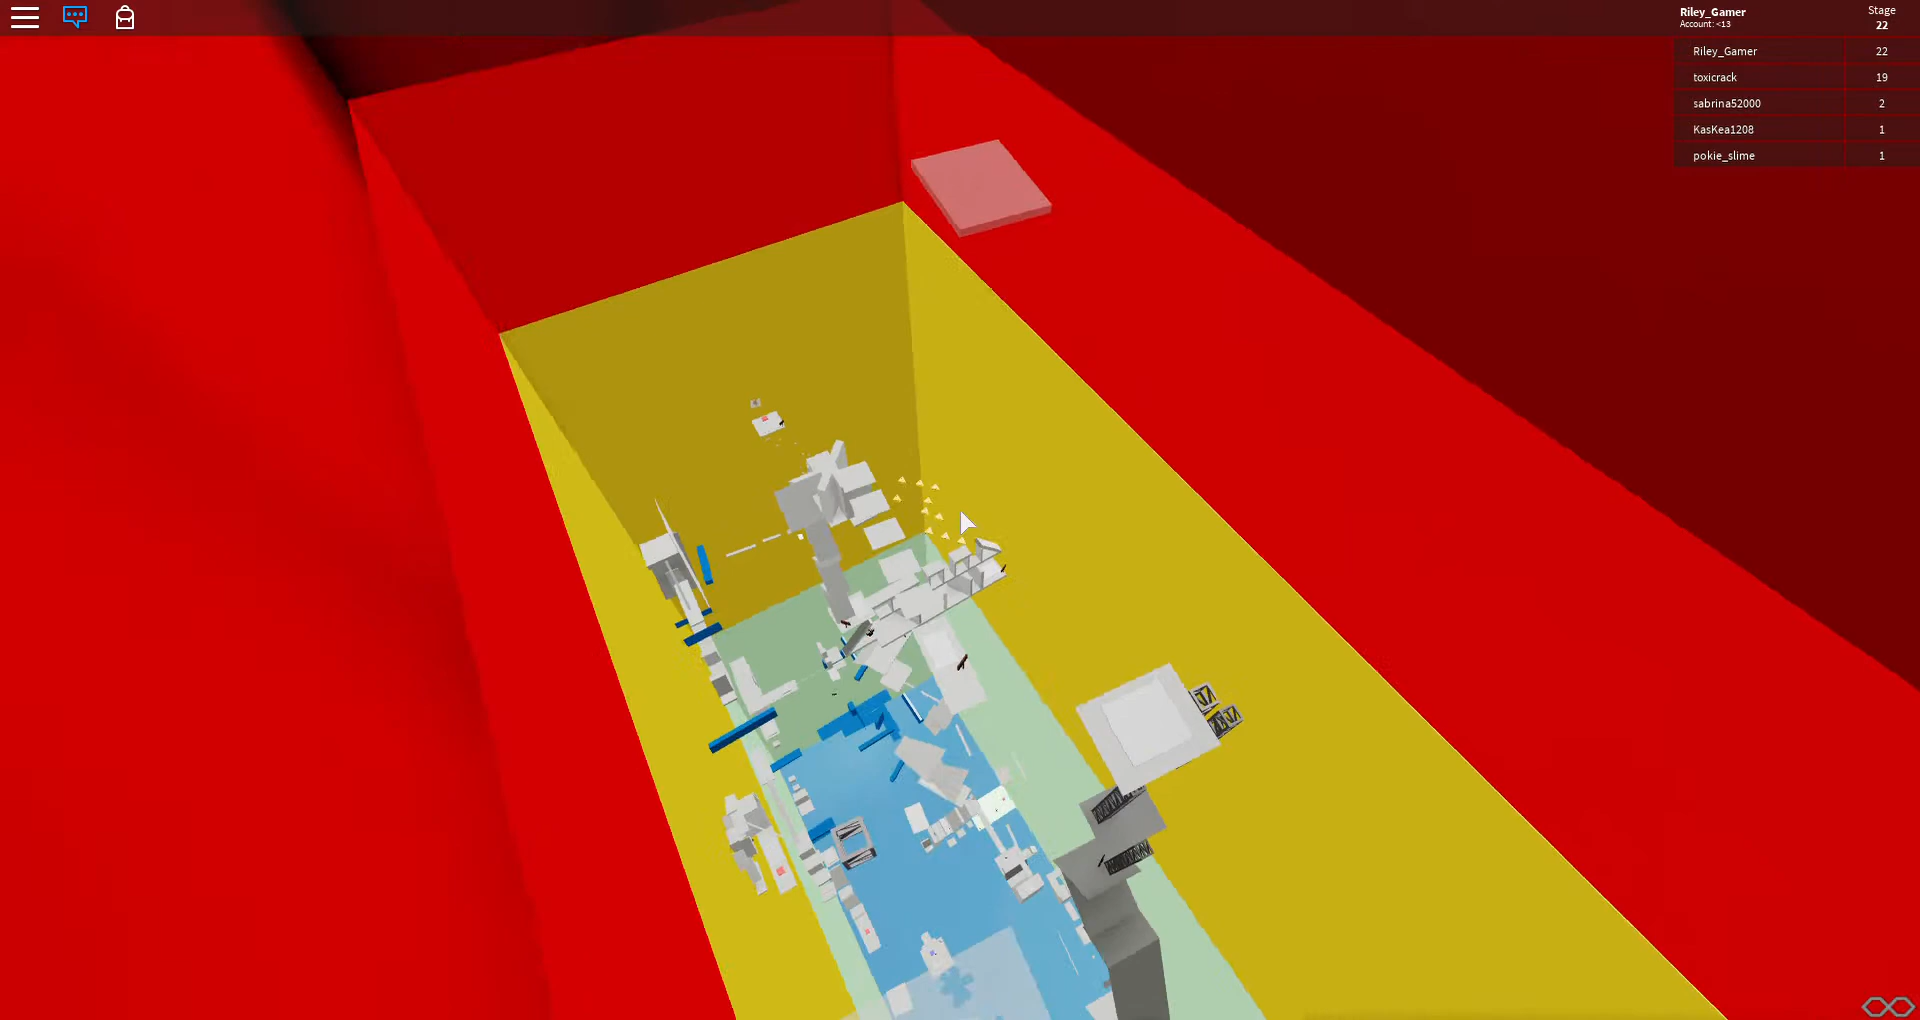 Riley_Gamer
Account: <13
Stage
22
Riley_Gamer 22
toxicrack 19
sabrina52000 2
KasKea1208 1
pokie_slime 1